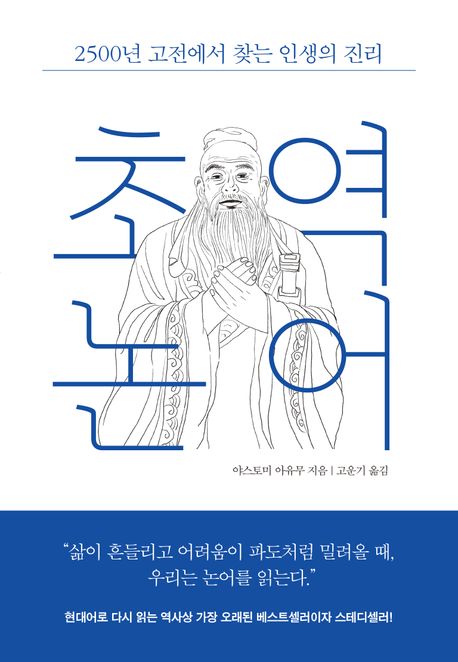 2500년 고전에서 찾는 인생의 진리
초역
논어
야스토미 아유무 지음 | 고운기 옮김
“삶이 흔들리고 어려움이 파도처럼 밀려올 때,
우리는 논어를 읽는다.”
현대어로 다시 읽는 역사상 가장 오래된 베스트셀러이자 스테디셀러!